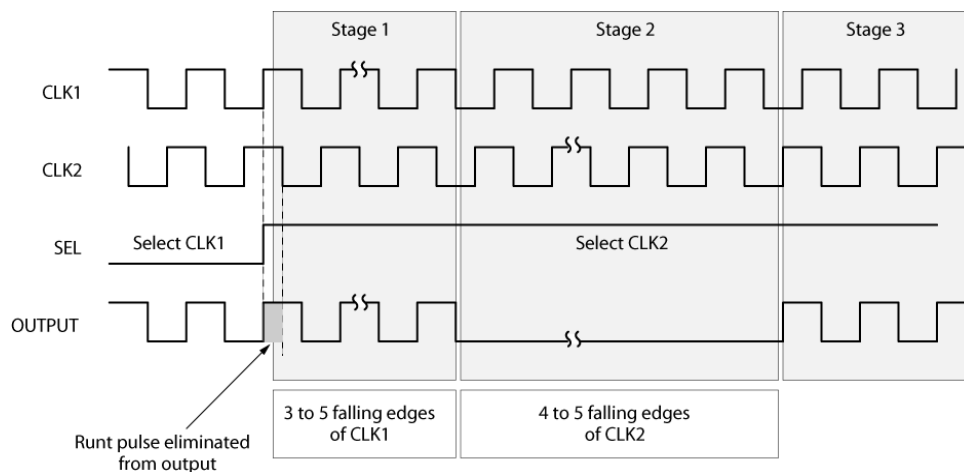 Stage 1
Stage 2
Stage 3
CLK1
CLK2
SEL
Select CLK1
Select CLK2
OUTPUT
3 to 5 falling edges
of CLK1
4 to 5 falling edges
of CLK2
Runt pulse eliminated
from output